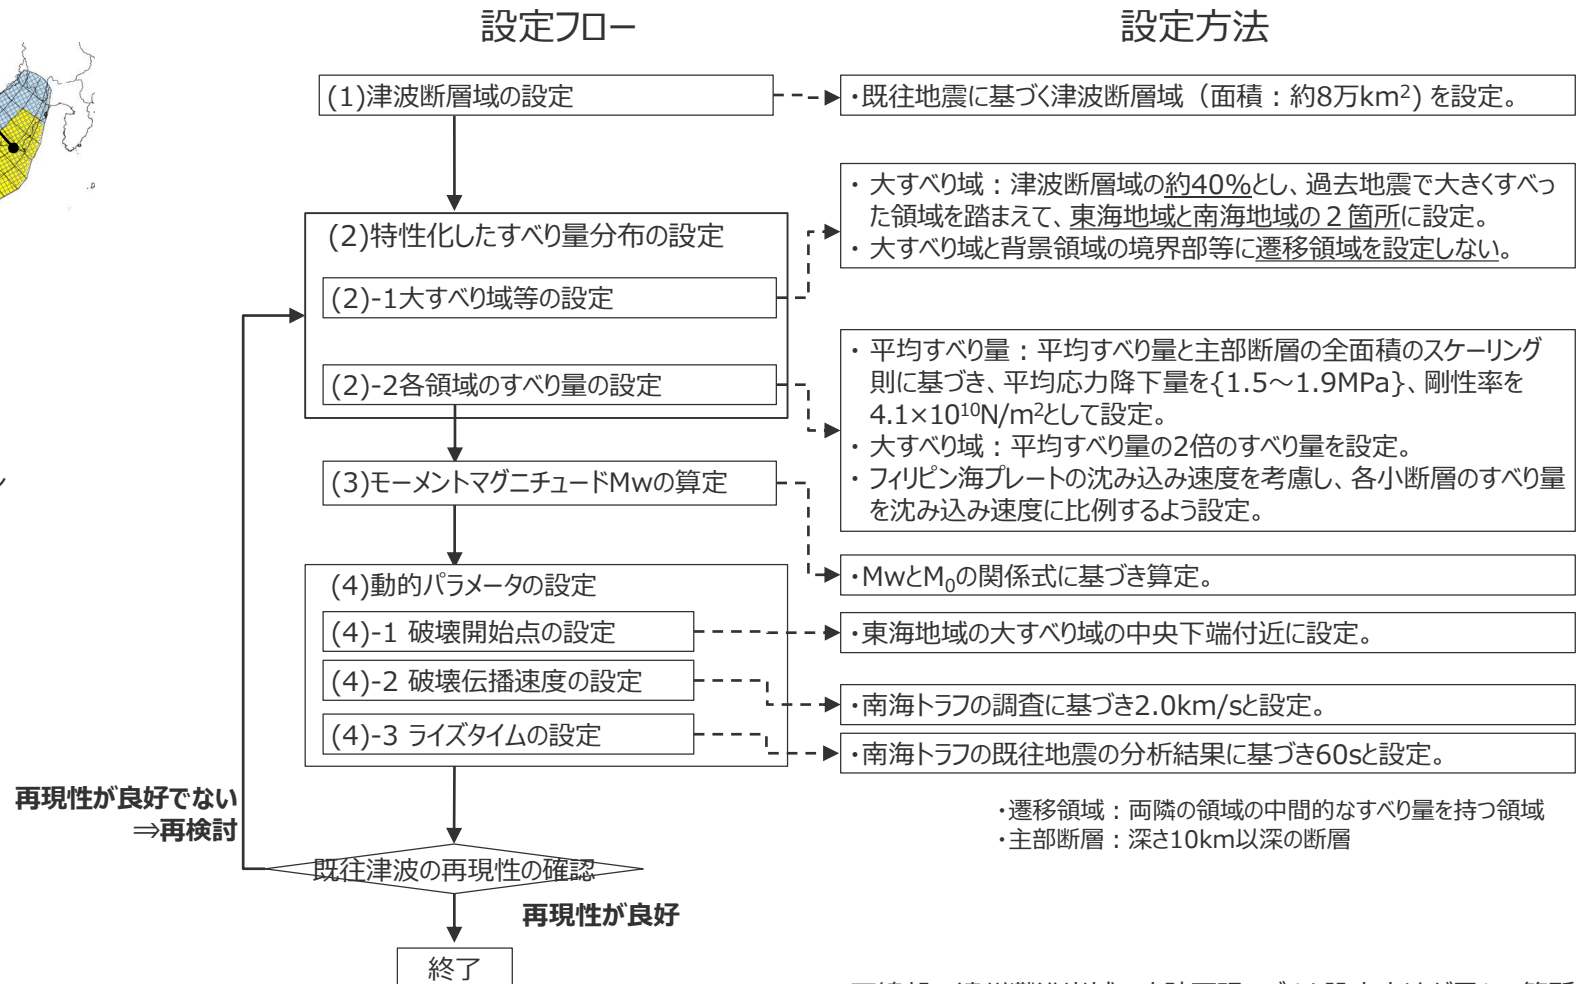 設定フロー
設定方法
(1)津波断層域の設定
・既往地震に基づく津波断層域（面積：約8万km²) を設定。
(2)特性化したすべり量分布の設定
(2)-1大すべり域等の設定
・ 大すべり域：津波断層域の約40%とし、過去地震で大きくすべっ
た領域を踏まえて、東海地域と南海地域の２箇所に設定。
・ 大すべり域と背景領域の境界部等に遷移領域を設定しない。
(2)-2各領域のすべり量の設定
・ 平均すべり量：平均すべり量と主部断層の全面積のスケーリング
則に基づき、平均応力降下量を{1.5～1.9MPa}、剛性率を
4.1×10¹⁰N/m²として設定。
・ 大すべり域：平均すべり量の2倍のすべり量を設定。
・ フィリピン海プレートの沈み込み速度を考慮し、各小断層のすべり量
を沈み込み速度に比例するよう設定。
(3)モーメントマグニチュードMwの算定
・MwとM₀の関係式に基づき算定。
(4)動的パラメータの設定
(4)-1 破壊開始点の設定
・東海地域の大すべり域の中央下端付近に設定。
(4)-2 破壊伝播速度の設定
・南海トラフの調査に基づき2.0km/sと設定。
(4)-3 ライズタイムの設定
・南海トラフの既往地震の分析結果に基づき60sと設定。
・遷移領域：両隣の領域の中間的なすべり量を持つ領域
・主部断層：深さ10km以深の断層
再現性が良好でない
⇒再検討
既往津波の再現性の確認
再現性が良好
終了